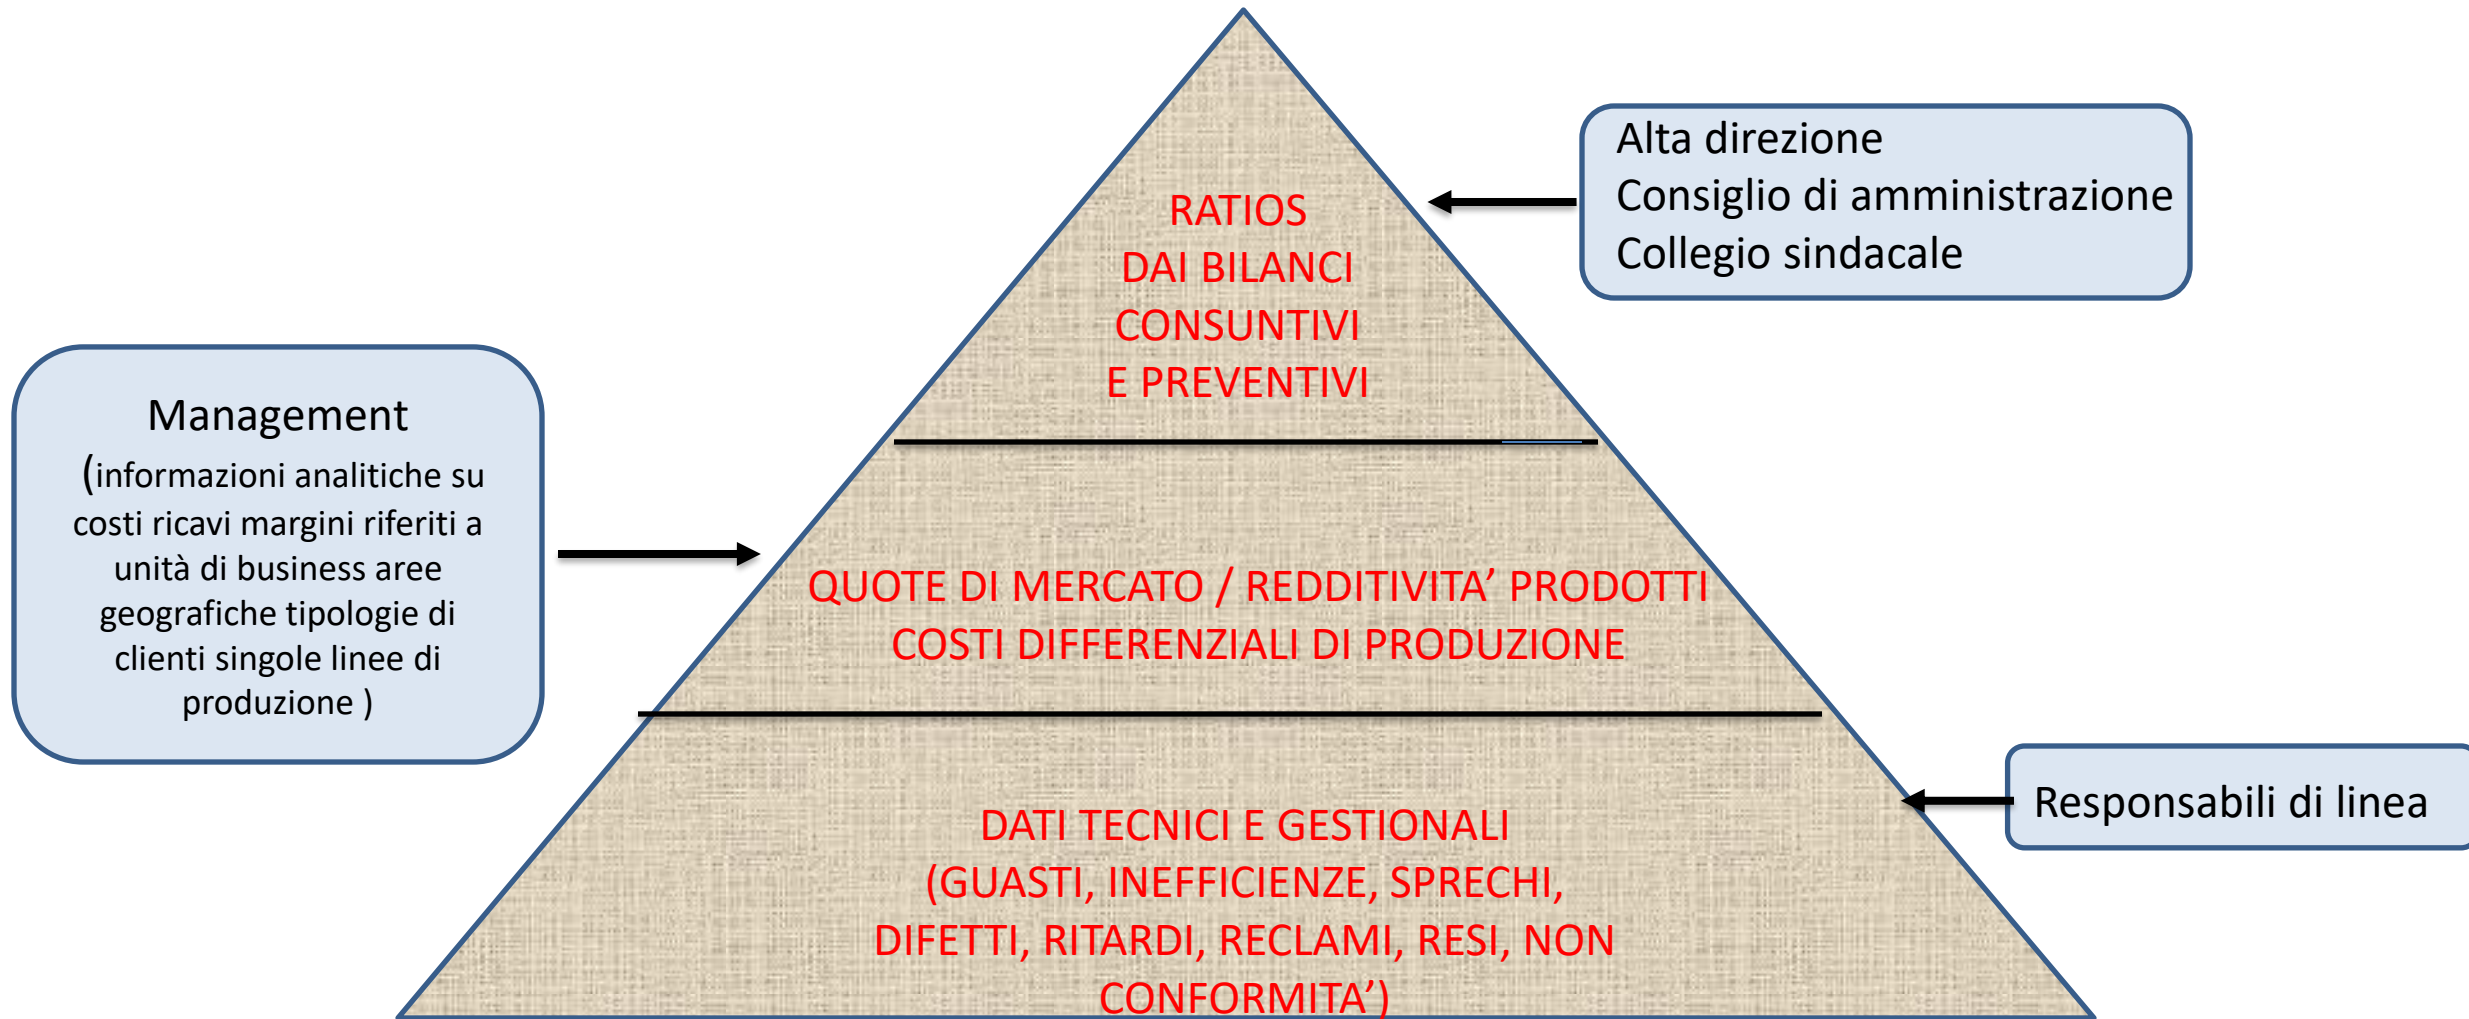 Alta direzione
Consiglio di amministrazione
Collegio sindacale
RATIOS
DAI BILANCI
CONSUNTIVI
E PREVENTIVI
Management
(informazioni analitiche su
costi ricavi margini riferiti a
unità di business aree
geografiche tipologie di
clienti singole linee di
produzione )
QUOTE DI MERCATO / REDDITIVITA’ PRODOTTI
COSTI DIFFERENZIALI DI PRODUZIONE
Responsabili di linea
DATI TECNICI E GESTIONALI
(GUASTI, INEFFICIENZE, SPRECHI,
DIFETTI, RITARDI, RECLAMI, RESI, NON
CONFORMITA’)